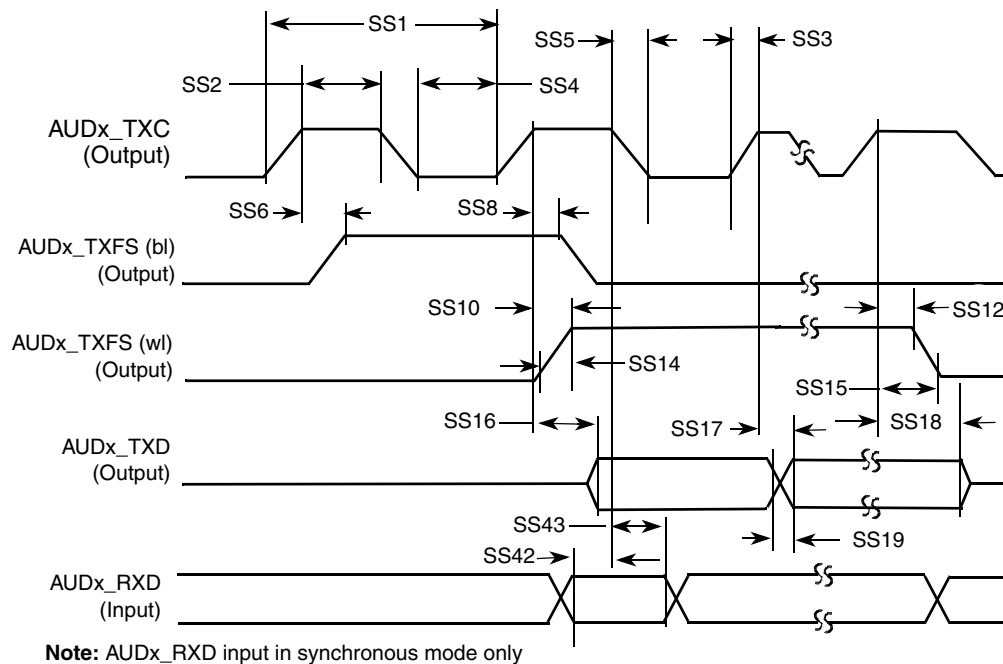 SS1
SS5
SS3
SS2
SS4
AUDx_TXC
(Output)
SS6
SS8
AUDx_TXFS (bl)
(Output)
SS10
SS12
AUDx_TXFS (wl)
(Output)
SS14
SS15
SS16
SS17
SS18
AUDx_TXD
(Output)
SS43
SS19
SS42
AUDx_RXD
(Input)
Note: AUDx_RXD input in synchronous mode only